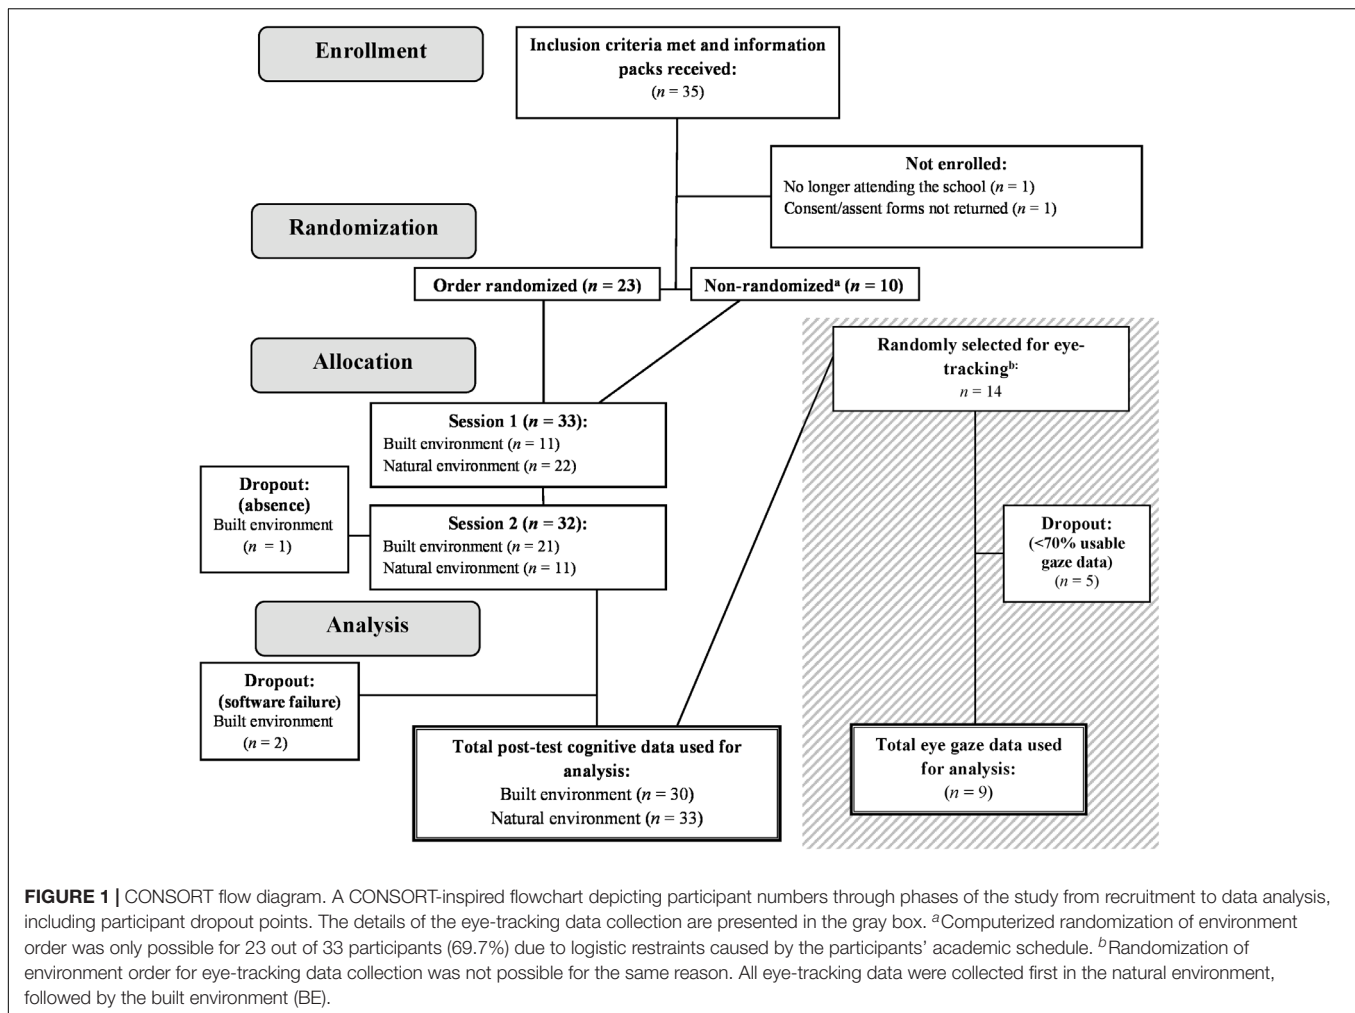 Enrollment
Inclusion criteria met and information
packs received:
(n = 35)
Not enrolled:
No longer attending the school (n = 1)
Consent/assent forms not returned (n = 1)
Randomization
Order randomized (n = 23)
Non-randomizedᵃ (n = 10)
Allocation
Randomly selected for eye-
trackingᵇ:
n = 14
Session 1 (n = 33):
Built environment (n = 11)
Natural environment (n = 22)
Dropout:
(absence)
Built environment
(n = 1)
Session 2 (n = 32):
Built environment (n = 21)
Natural environment (n = 11)
Dropout:
(<70% usable
gaze data)
(n = 5)
Analysis
Dropout:
(software failure)
Built environment
(n = 2)
Total post-test cognitive data used for
analysis:
Built environment (n = 30)
Natural environment (n = 33)
Total eye gaze data used
for analysis:
(n = 9)
FIGURE 1 | CONSORT flow diagram. A CONSORT-inspired flowchart depicting participant numbers through phases of the study from recruitment to data analysis,
including participant dropout points. The details of the eye-tracking data collection are presented in the gray box. ᵃComputerized randomization of environment
order was only possible for 23 out of 33 participants (69.7%) due to logistic restraints caused by the participants’ academic schedule. ᵇRandomization of
environment order for eye-tracking data collection was not possible for the same reason. All eye-tracking data were collected first in the natural environment,
followed by the built environment (BE).